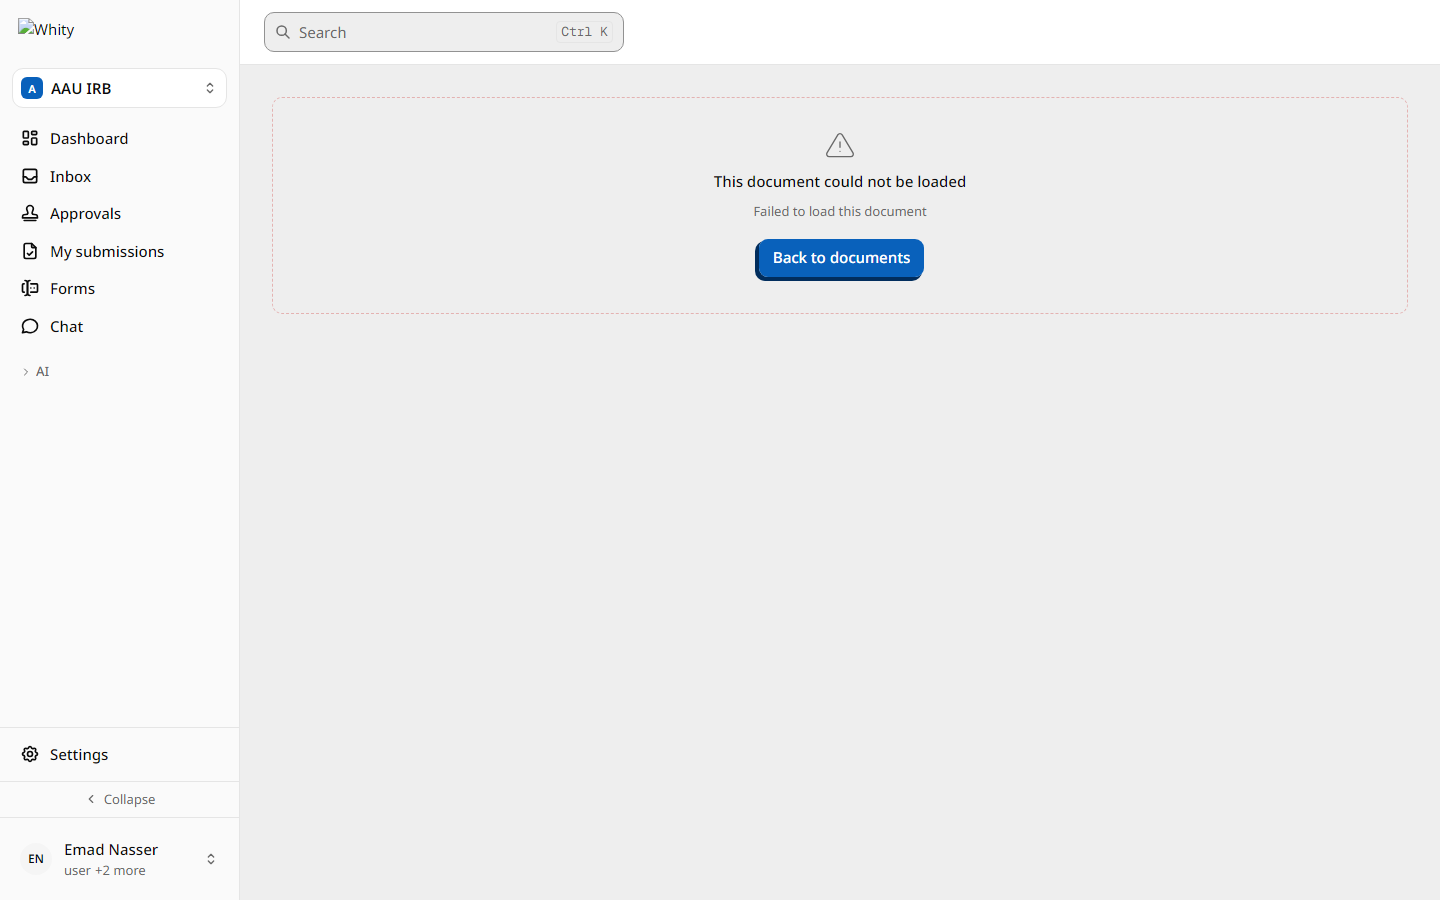 Whity
Search
Ctrl K
A
AAU IRB
Dashboard
Inbox
Approvals
My submissions
Forms
Chat
AI
This document could not be loaded
Failed to load this document
Back to documents
Settings
Collapse
EN
Emad Nasser
user +2 more